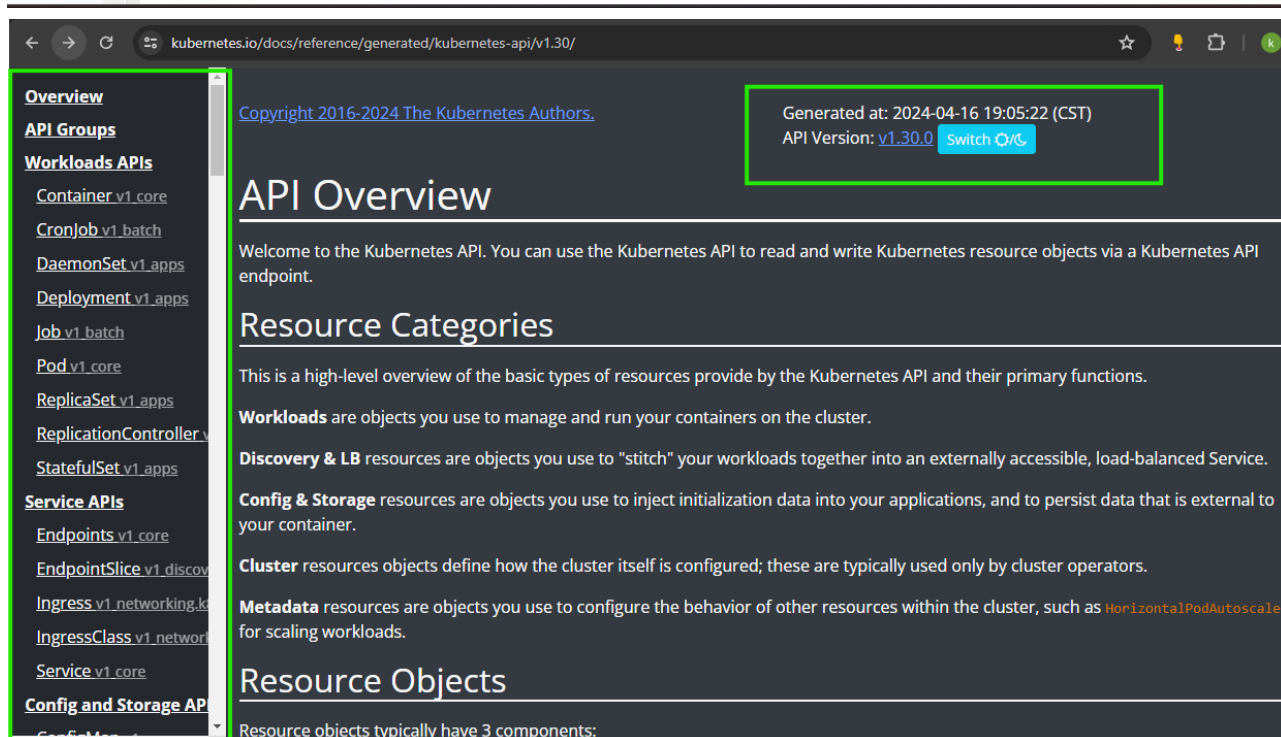 kubernetes.io/docs/reference/generated/kubernetes-api/v1.30/
k
Overview
API Groups
Workloads APIs
Container v1 core
CronJob v1 batch
DaemonSet v1 apps
Deployment v1 apps
Job v1 batch
Pod v1 core
ReplicaSet v1 apps
ReplicationController v
StatefulSet v1 apps
Service APIs
Endpoints v1 core
EndpointSlice v1 discov
Ingress v1 networking.k8
IngressClass v1 network
Service v1 core
Config and Storage API
Copyright 2016-2024 The Kubernetes Authors.
Generated at: 2024-04-16 19:05:22 (CST)
API Version: v1.30.0 Switch
API Overview
Welcome to the Kubernetes API. You can use the Kubernetes API to read and write Kubernetes resource objects via a Kubernetes API
endpoint.
Resource Categories
This is a high-level overview of the basic types of resources provide by the Kubernetes API and their primary functions.
Workloads are objects you use to manage and run your containers on the cluster.
Discovery & LB resources are objects you use to "stitch" your workloads together into an externally accessible, load-balanced Service.
Config & Storage resources are objects you use to inject initialization data into your applications, and to persist data that is external to
your container.
Cluster resources objects define how the cluster itself is configured; these are typically used only by cluster operators.
Metadata resources are objects you use to configure the behavior of other resources within the cluster, such as HorizontalPodAutoscale
for scaling workloads.
Resource Objects
Resource objects typically have 3 components: